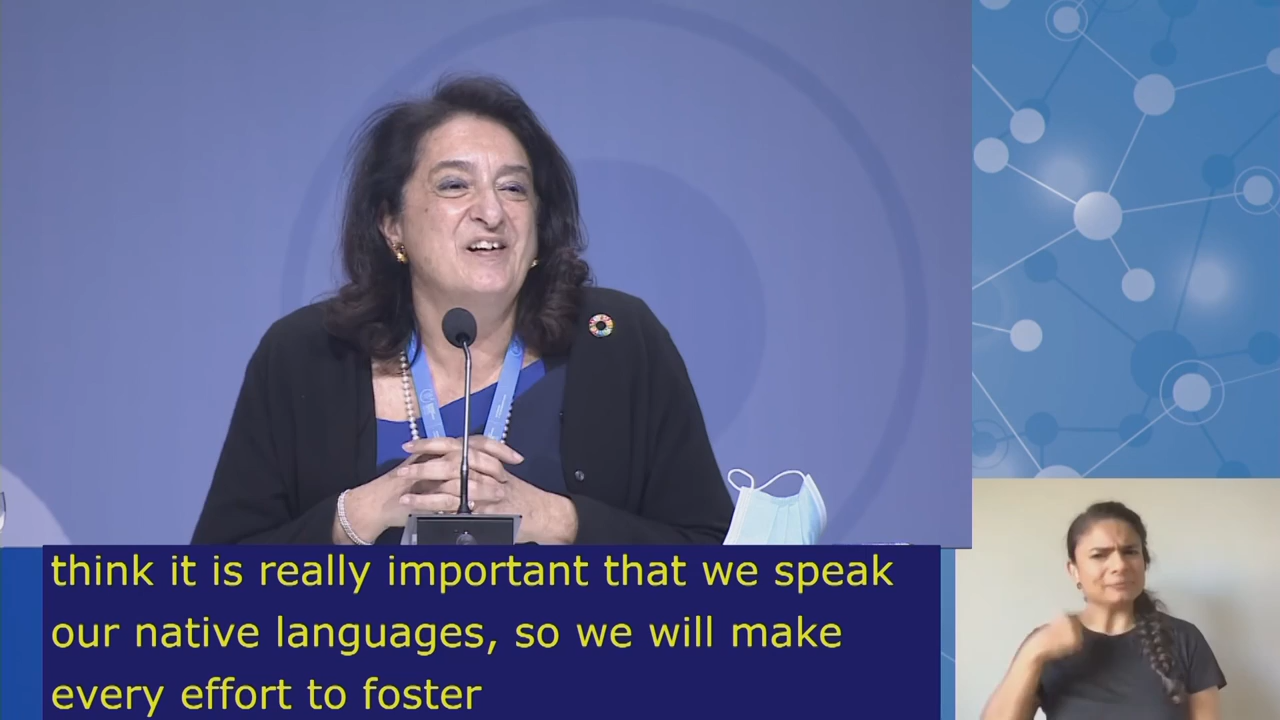 think it is really important that we speak
our native languages, so we will make
every effort to foster